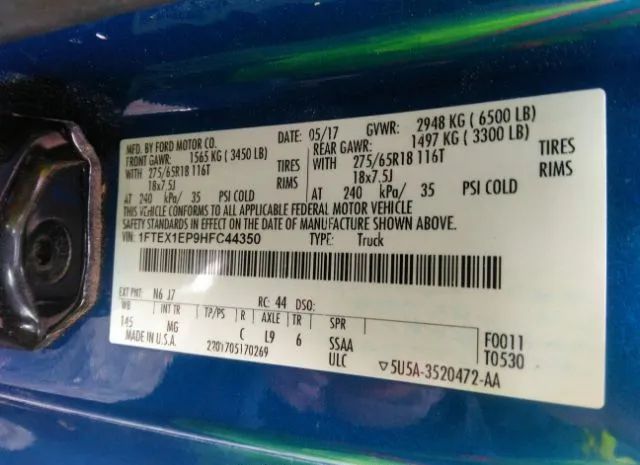 MFD. BY FORD MOTOR CO. DATE: 05/17 GVWR: 2948 KG ( 6500 LB)
FRONT GAWR: 1565 KG ( 3450 LB) REAR GAWR: 1497 KG ( 3300 LB)
WITH 275/65R18 116T TIRES WITH 275/65R18 116T TIRES
18x7.5J RIMS 18x7.5J RIMS
AT 240 kPa/ 35 PSI COLD AT 240 kPa/ 35 PSI COLD
THIS VEHICLE CONFORMS TO ALL APPLICABLE FEDERAL MOTOR VEHICLE
SAFETY STANDARDS IN EFFECT ON THE DATE OF MANUFACTURE SHOWN ABOVE.
VIN: 1FTEX1EP9HFC44350 TYPE: Truck
EXT PNT: N6 J7 RC: 44 DSO:
WB INT TR TP/PS R AXLE TR SPR
145 MG C L9 6 SSAA F0011
MADE IN U.S.A. 2201705170269 ULC T0530
▽5U5A-3520472-AA